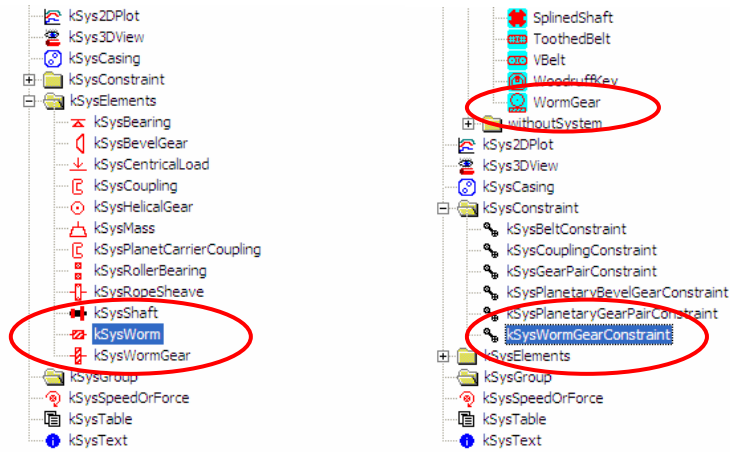 kSys2DPlot
kSys3DView
kSysCasing
kSysConstraint
kSysElements
kSysBearing
kSysBevelGear
kSysCentricalLoad
kSysCoupling
kSysHelicalGear
kSysMass
kSysPlanetCarrierCoupling
kSysRollerBearing
kSysRopeSheave
kSysShaft
kSysWorm
kSysWormGear
kSysGroup
kSysSpeedOrForce
kSysTable
kSysText
SplinedShaft
ToothedBelt
VBelt
WoodruffKey
WormGear
withoutSystem
kSys2DPlot
kSys3DView
kSysCasing
kSysConstraint
kSysBeltConstraint
kSysCouplingConstraint
kSysGearPairConstraint
kSysPlanetaryBevelGearConstraint
kSysPlanetaryGearPairConstraint
kSysWormGearConstraint
kSysElements
kSysGroup
kSysSpeedOrForce
kSysTable
kSysText